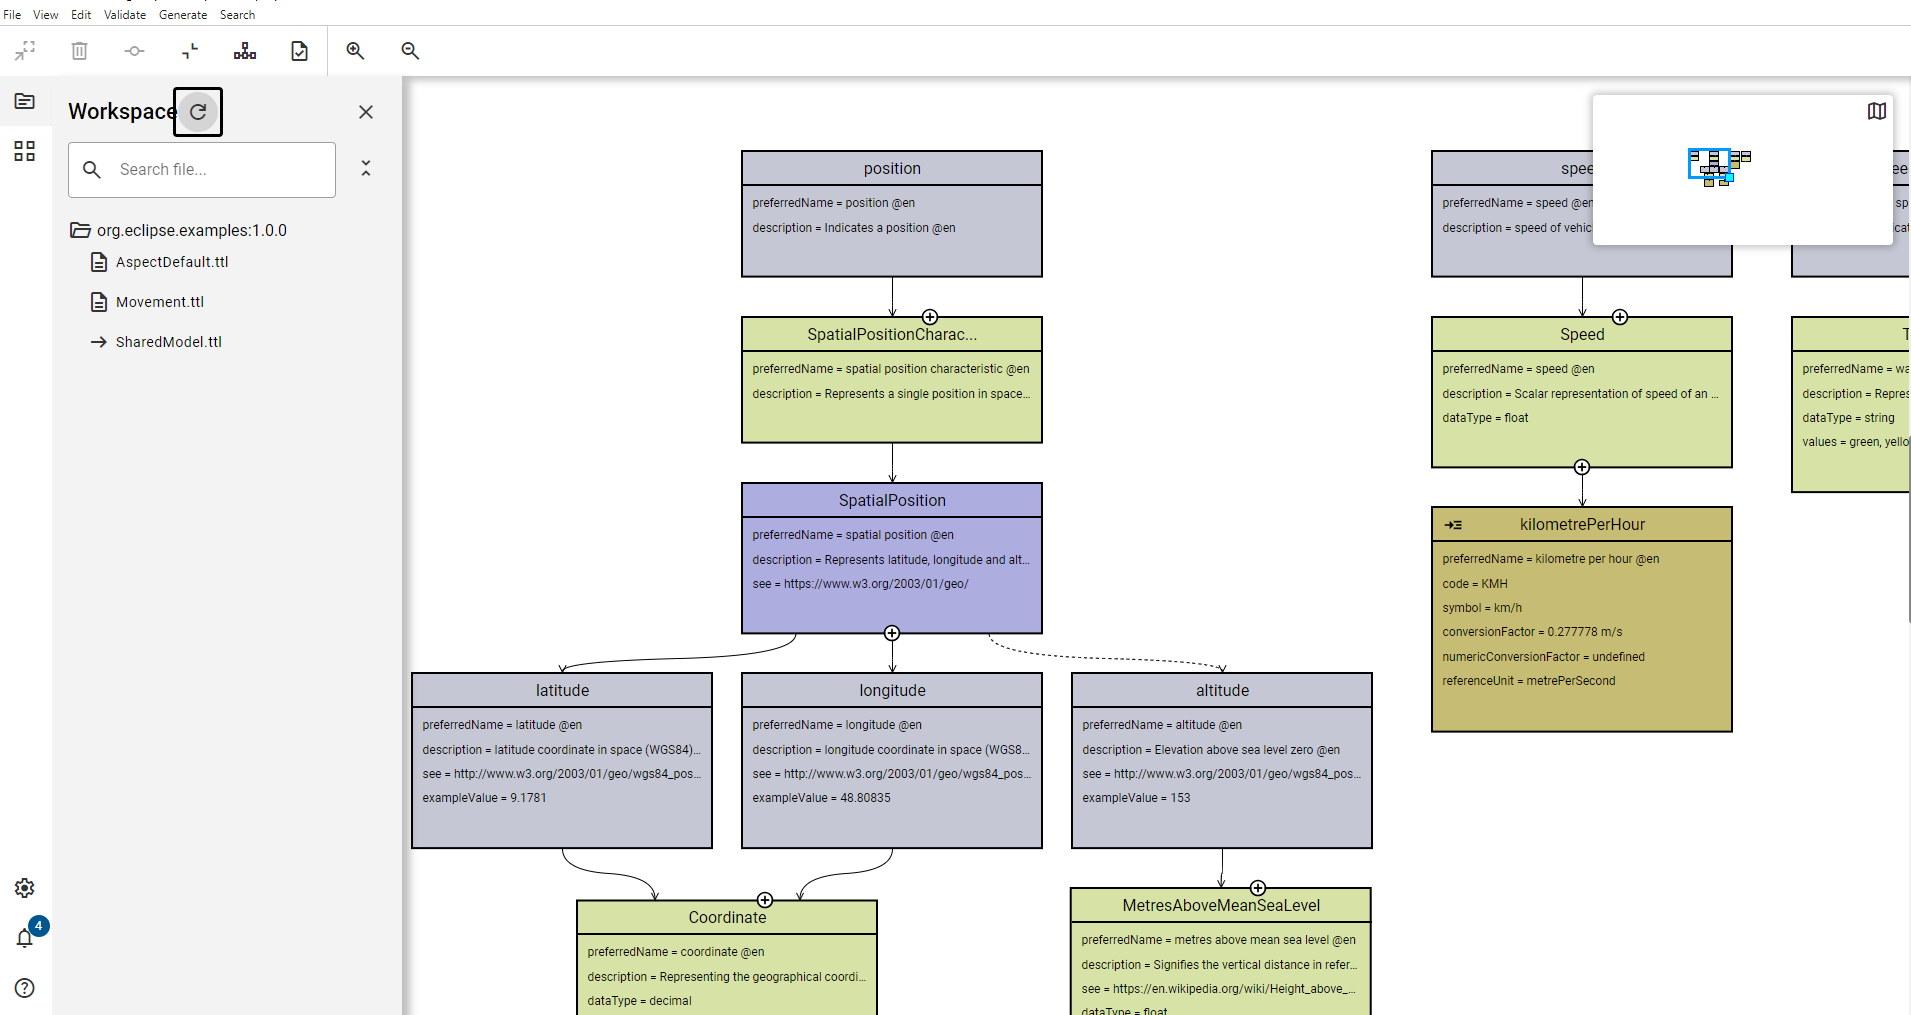 File View Edit Validate Generate Search
Workspace
Search file...
org.eclipse.examples:1.0.0
AspectDefault.ttl
Movement.ttl
SharedModel.ttl
4
position
preferredName = position @en
description = Indicates a position @en
SpatialPositionCharac...
preferredName = spatial position characteristic @en
description = Represents a single position in space...
SpatialPosition
preferredName = spatial position @en
description = Represents latitude, longitude and alt...
see = https://www.w3.org/2003/01/geo/
latitude
preferredName = latitude @en
description = latitude coordinate in space (WGS84)...
see = http://www.w3.org/2003/01/geo/wgs84_pos...
exampleValue = 9.1781
longitude
preferredName = longitude @en
description = longitude coordinate in space (WGS8...
see = http://www.w3.org/2003/01/geo/wgs84_pos...
exampleValue = 48.80835
altitude
preferredName = altitude @en
description = Elevation above sea level zero @en
see = http://www.w3.org/2003/01/geo/wgs84_pos...
exampleValue = 153
Coordinate
preferredName = coordinate @en
description = Representing the geographical coordi...
dataType = decimal
MetresAboveMeanSeaLevel
preferredName = metres above mean sea level @en
description = Signifies the vertical distance in refer...
see = https://en.wikipedia.org/wiki/Height_above_...
dataType = float
spee
preferredName = speed @en
description = speed of vehic
Speed
preferredName = speed @en
description = Scalar representation of speed of an ...
dataType = float
kilometrePerHour
preferredName = kilometre per hour @en
code = KMH
symbol = km/h
conversionFactor = 0.277778 m/s
numericConversionFactor = undefined
referenceUnit = metrePerSecond
ee
sp
icat
T
preferredName = wa
description = Repres
dataType = string
values = green, yello